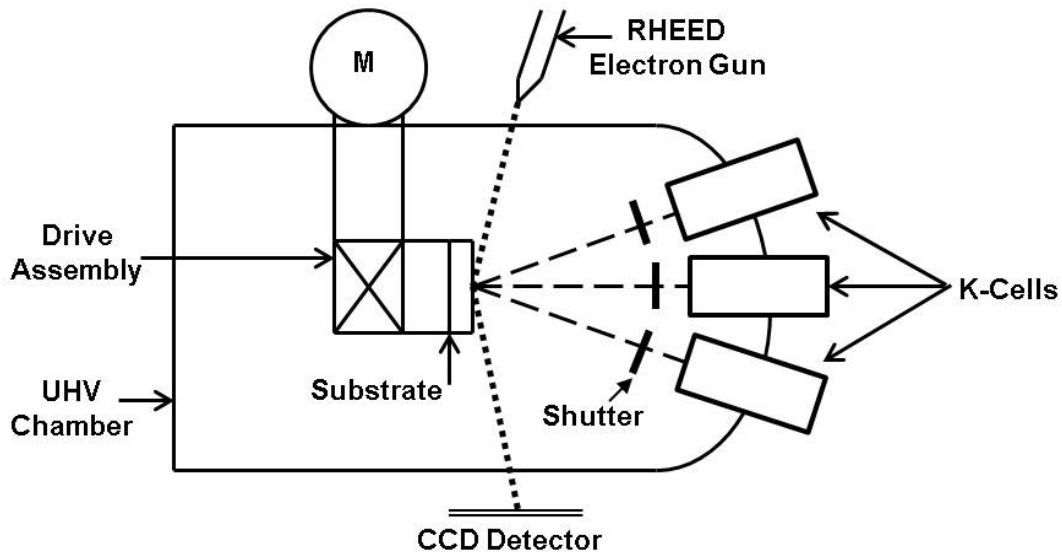 RHEED
Electron Gun
M
Drive
Assembly
K-Cells
UHV
Chamber
Substrate
Shutter
CCD Detector